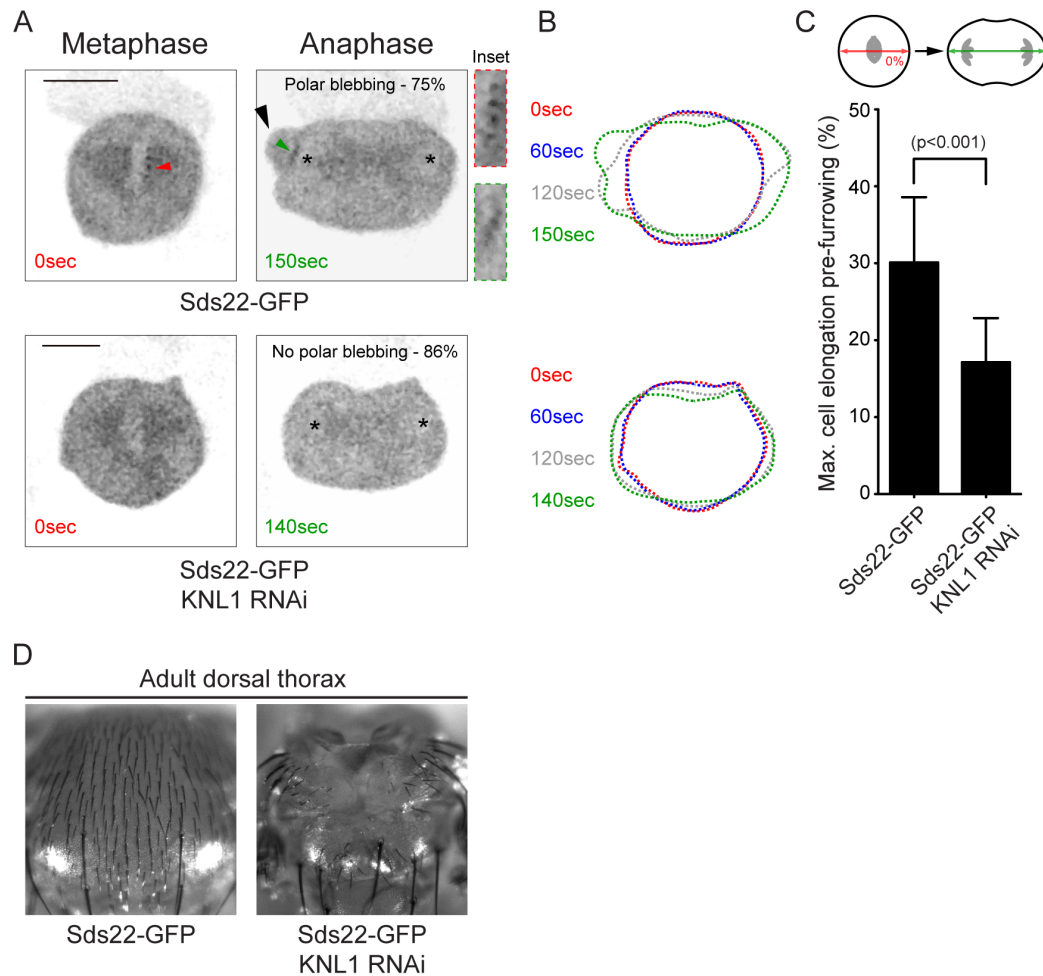 A
Metaphase
Anaphase
Inset
Polar blebbing - 75%
*
*
0sec
150sec
Sds22-GFP
No polar blebbing - 86%
*
*
0sec
140sec
Sds22-GFP
KNL1 RNAi
B
0sec
60sec
120sec
150sec
0sec
60sec
120sec
140sec
C
0%
Max. cell elongation pre-furrowing (%)
50
40
30
20
10
0
(p<0.001)
Sds22-GFP
Sds22-GFP
KNL1 RNAi
D
Adult dorsal thorax
Sds22-GFP
Sds22-GFP
KNL1 RNAi